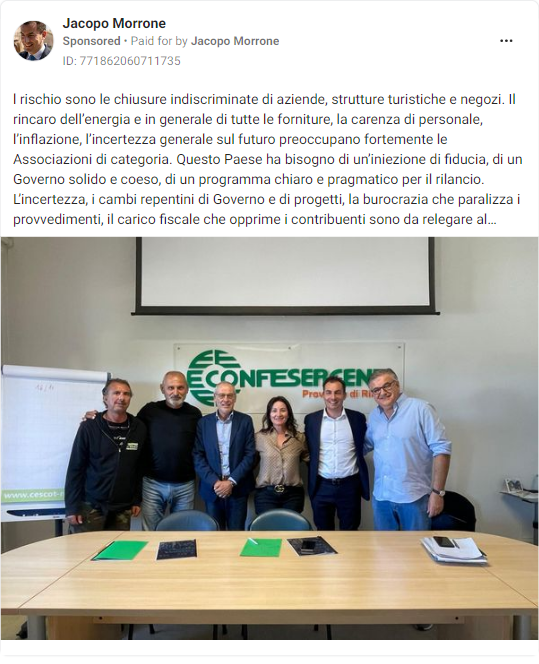 Jacopo Morrone
Sponsored • Paid for by Jacopo Morrone
ID: 771862060711735
l rischio sono le chiusure indiscriminate di aziende, strutture turistiche e negozi. Il
rincaro dell'energia e in generale di tutte le forniture, la carenza di personale,
l'inflazione, l'incertezza generale sul futuro preoccupano fortemente le
Associazioni di categoria. Questo Paese ha bisogno di un'iniezione di fiducia, di un
Governo solido e coeso, di un programma chiaro e pragmatico per il rilancio.
L'incertezza, i cambi repentini di Governo e di progetti, la burocrazia che paralizza i
provvedimenti, il carico fiscale che opprime i contribuenti sono da relegare al...
CONFESERCEN
Provin di Ri
www.cescot-r